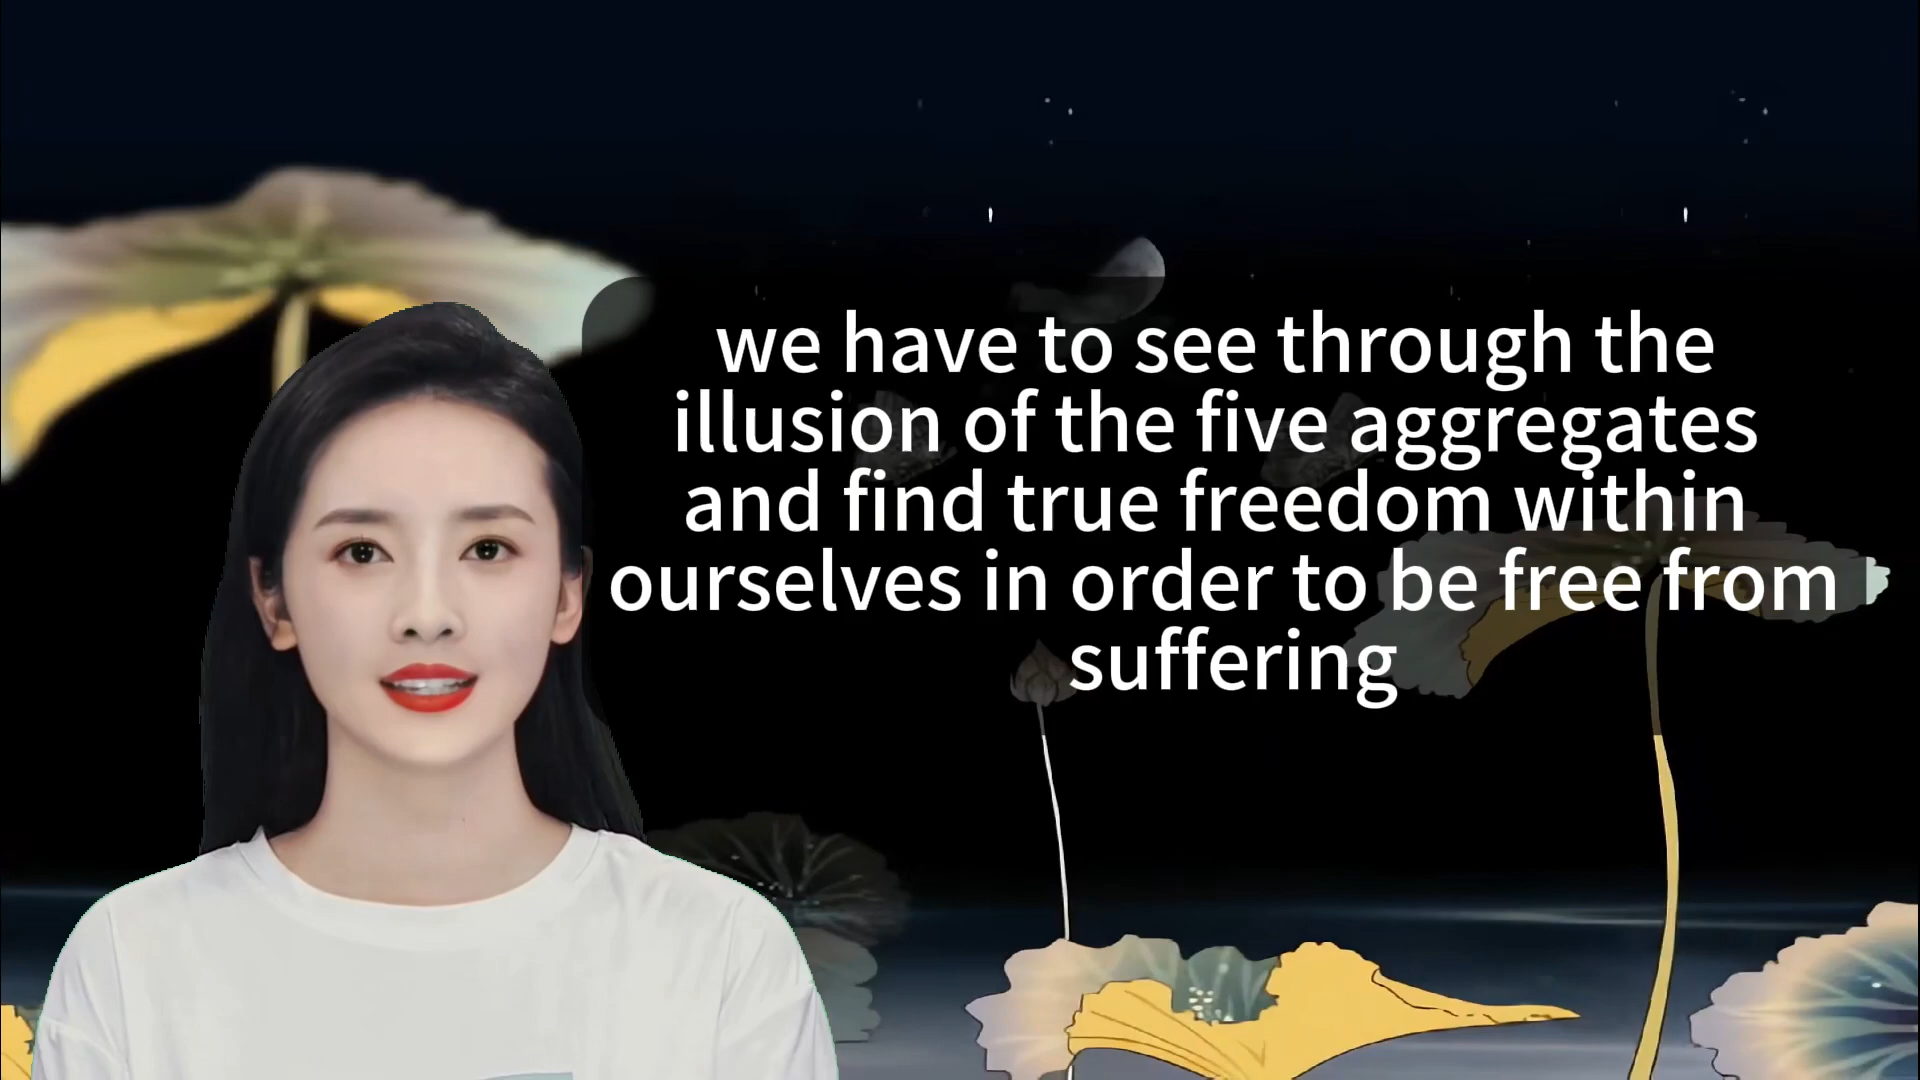 we have to see through the
illusion of the five aggregates
and find true freedom within
ourselves in order to be free from
suffering